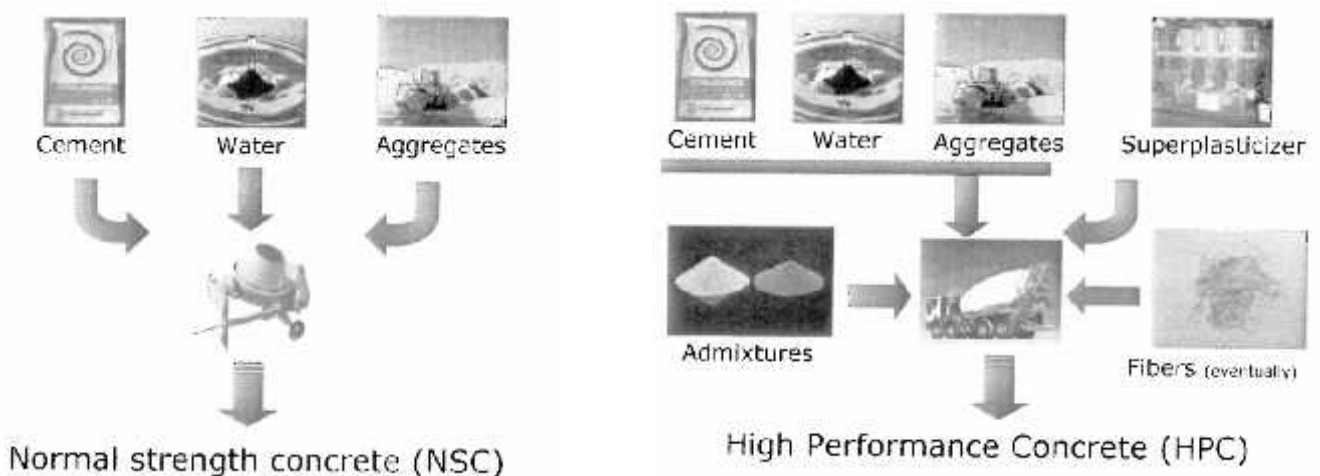 Cement
Water
Aggregates
Normal strength concrete (NSC)
Cement
Water
Aggregates
Superplasticizer
Admixtures
Fibers (eventually)
High Performance Concrete (HPC)